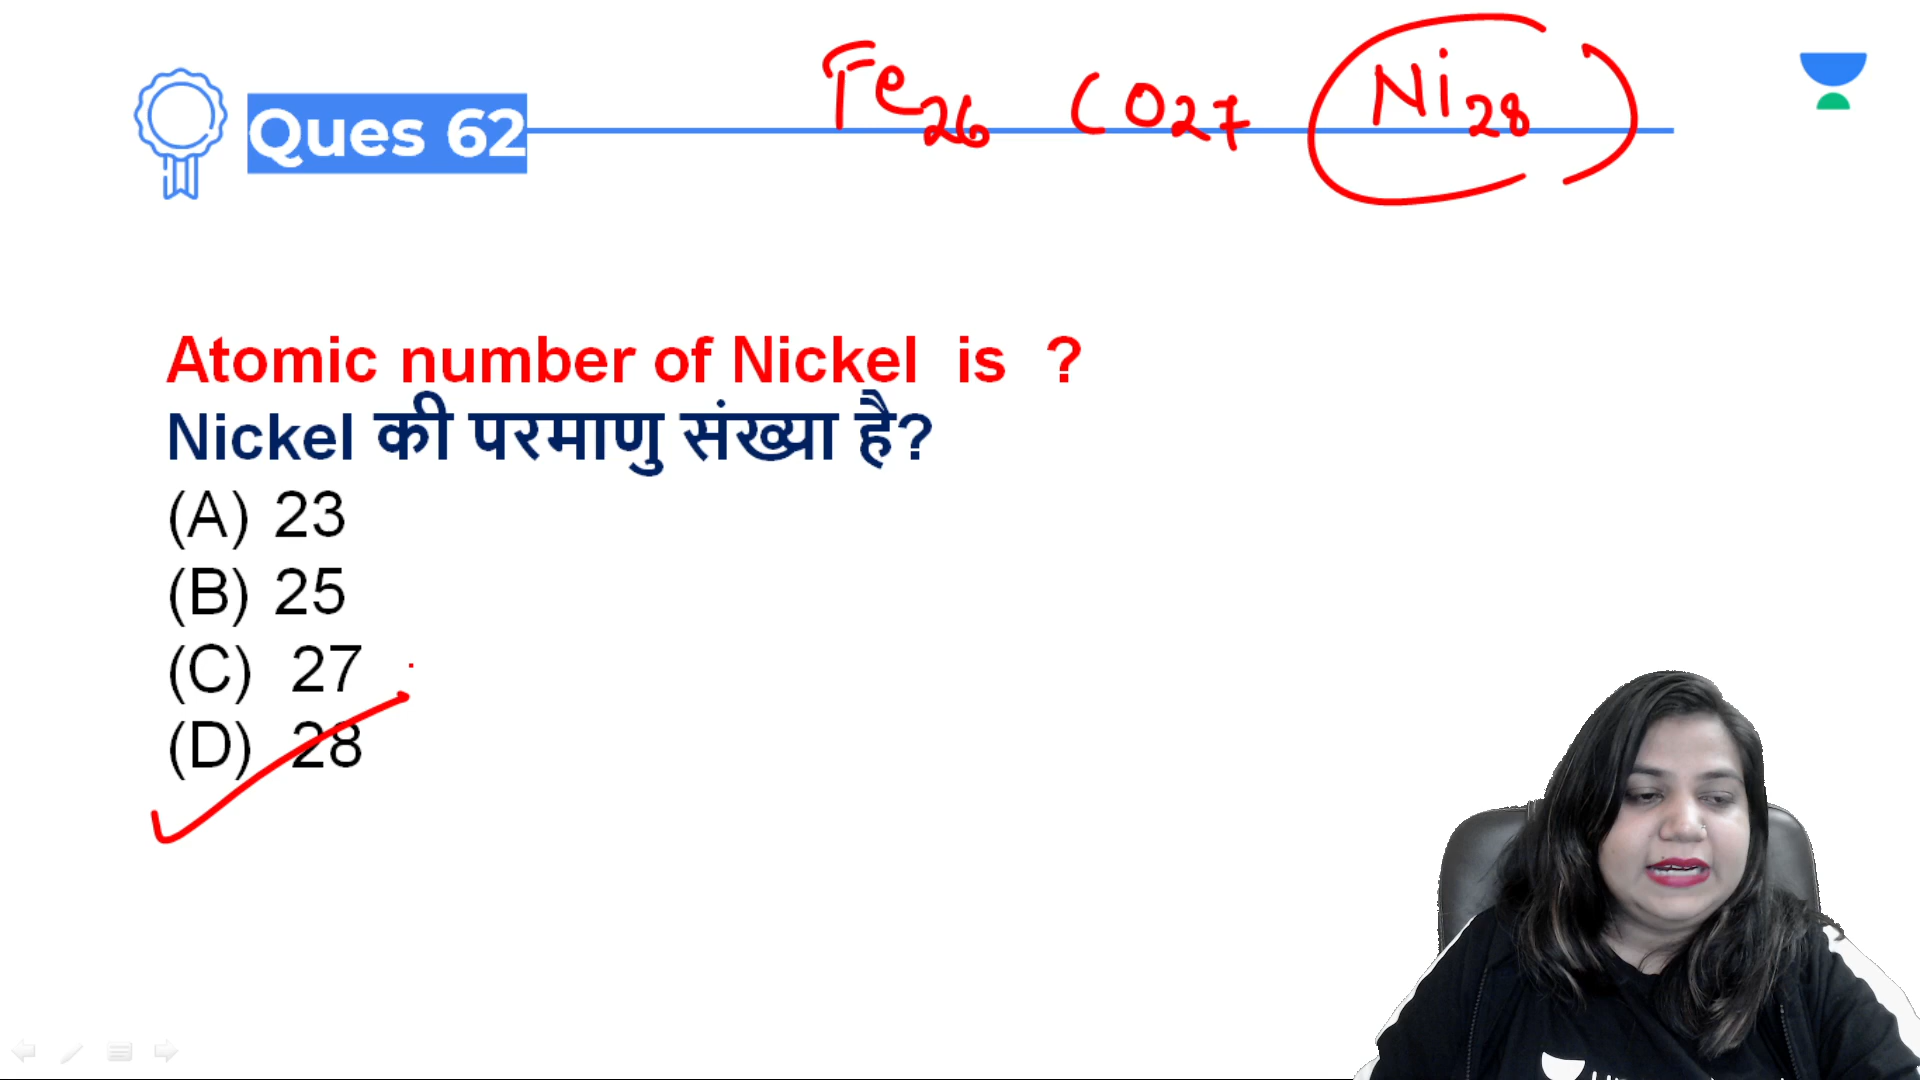 Fe26 CO27 Ni28
Ques 62
Atomic number of Nickel is ?
Nickel की परमाणु संख्या है?
(A) 23
(B) 25
(C) 27
(D) 28